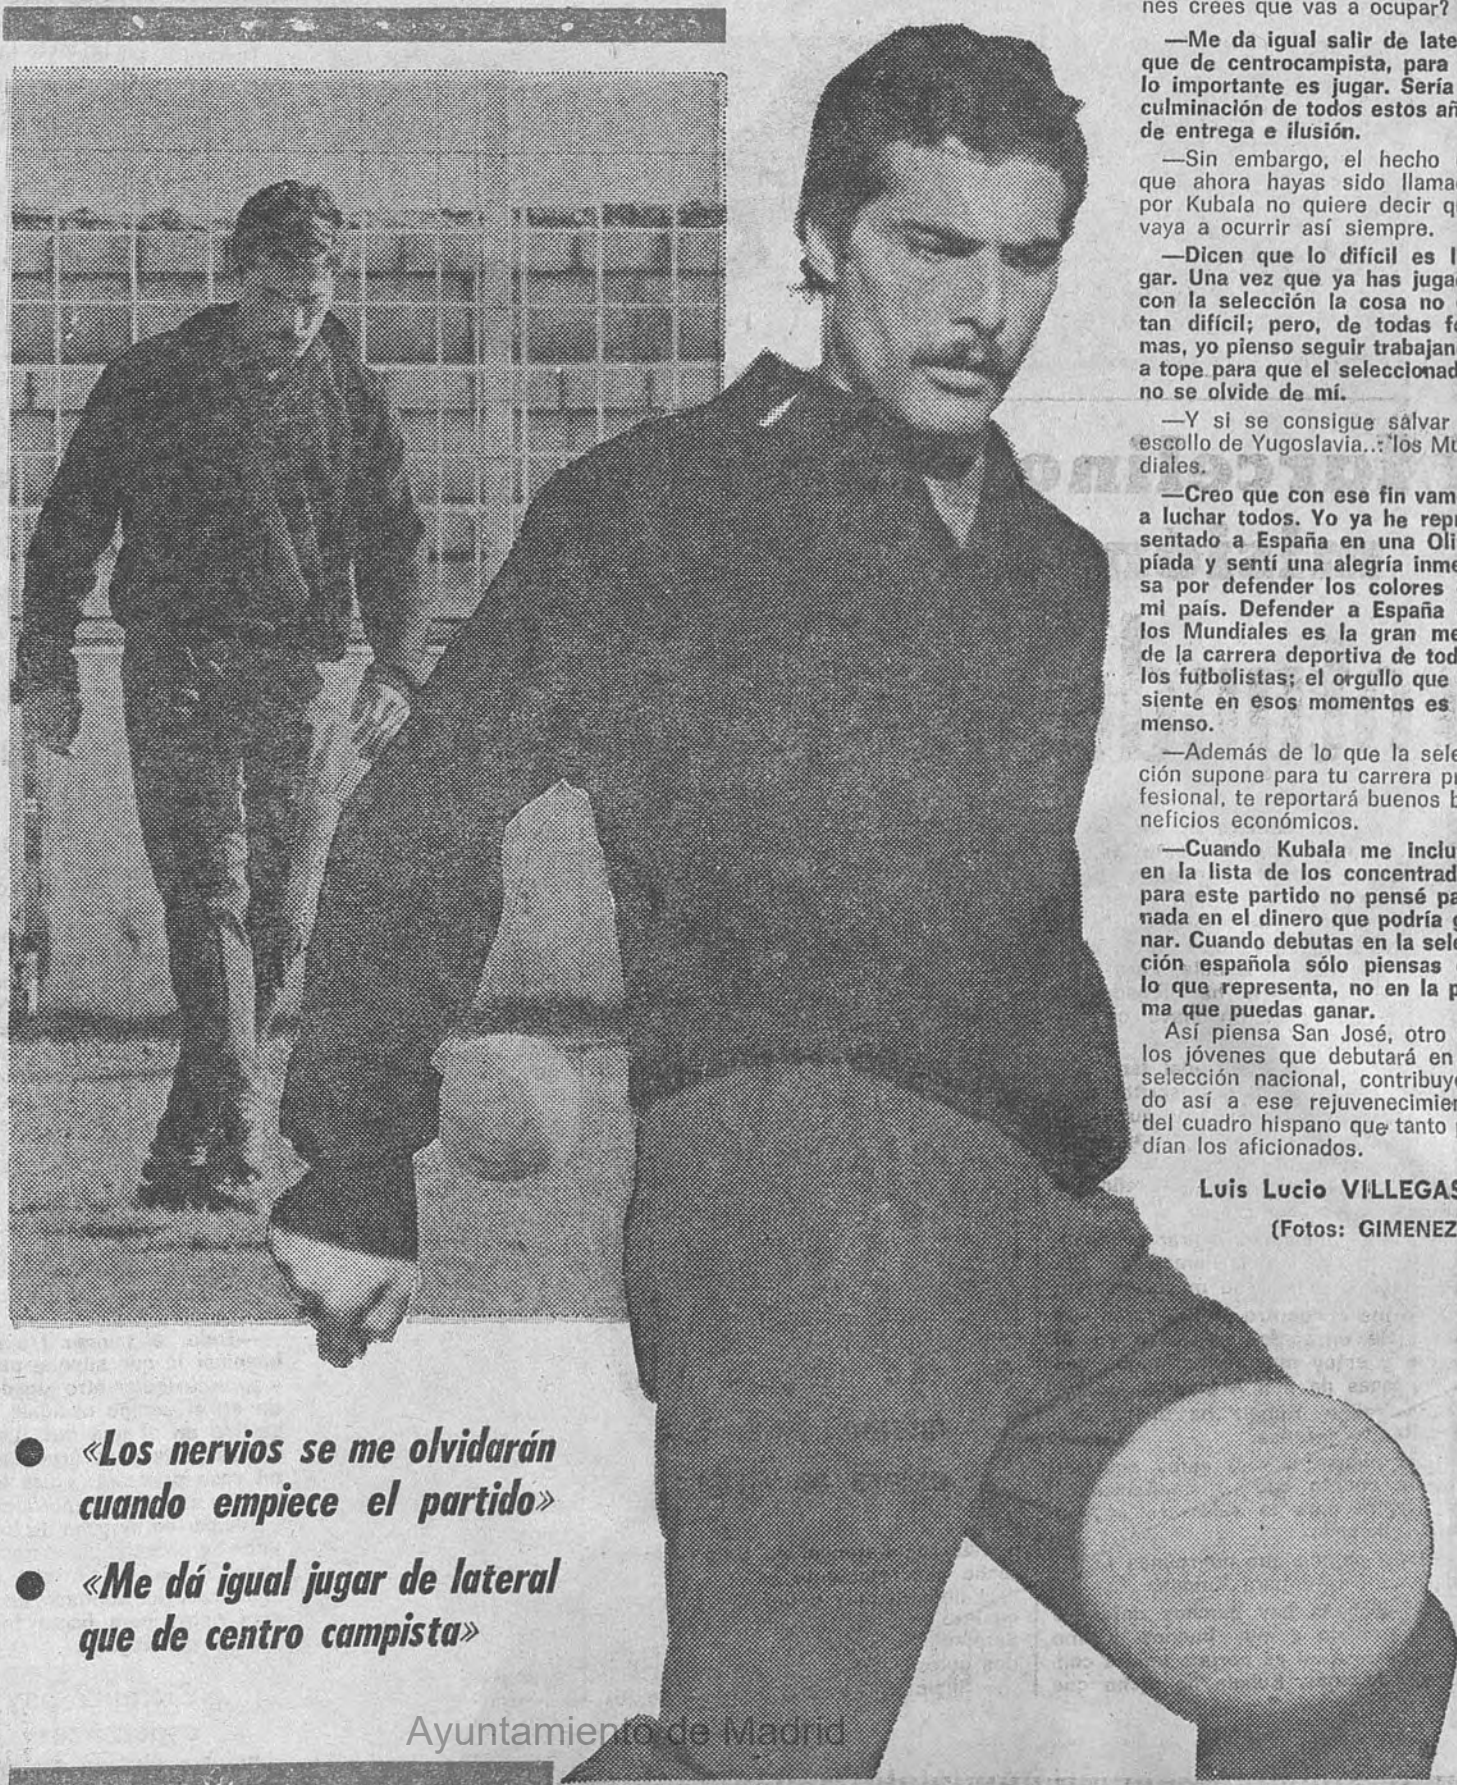 nes crees que vas a ocupar?
—Me da igual salir de late
que de centrocampista, para
lo importante es jugar. Sería
culminación de todos estos añ
de entrega e ilusión.
—Sin embargo, el hecho
que ahora hayas sido llama
por Kubala no quiere decir q
vaya a ocurrir así siempre.
—Dicen que lo difícil es l
gar. Una vez que ya has juga
con la selección la cosa no
tan difícil; pero, de todas fo
mas, yo pienso seguir trabajan
a tope para que el seleccionad
no se olvide de mí.
—Y si se consigue salvar
escollo de Yugoslavia..: los Mu
diales.
—Creo que con ese fin vam
a luchar todos. Yo ya he repr
sentado a España en una Oli
píada y sentí una alegría inme
sa por defender los colores
mi país. Defender a España
los Mundiales es la gran me
de la carrera deportiva de tod
los futbolistas; el orgullo que
siente en esos momentos es
menso.
—Además de lo que la sele
ción supone para tu carrera pr
fesional, te reportará buenos b
neficios económicos.
—Cuando Kubala me inclu
en la lista de los concentrad
para este partido no pensé pa
nada en el dinero que podría g
nar. Cuando debutas en la sele
ción española sólo piensas
lo que representa, no en la p
ma que puedas ganar.
Así piensa San José, otro
los jóvenes que debutará en
selección nacional, contribuye
do así a ese rejuvenecimier
del cuadro hispano que tanto p
dían los aficionados.
Luis Lucio VILLEGAS
(Fotos: GIMENEZ
● «Los nervios se me olvidarán
cuando empiece el partido»
● «Me dá igual jugar de lateral
que de centro campista»
Ayuntamiento de Madrid